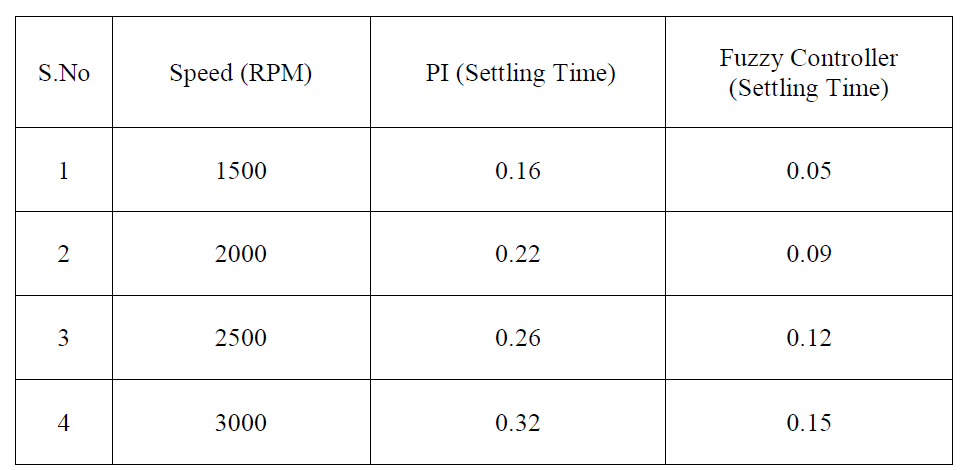 S.No Speed (RPM) PI (Settling Time) Fuzzy Controller
(Settling Time)
1 1500 0.16 0.05
2 2000 0.22 0.09
3 2500 0.26 0.12
4 3000 0.32 0.15